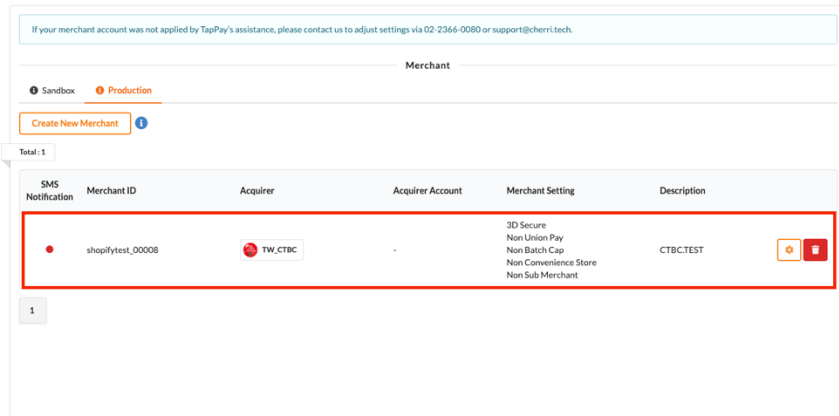 If your merchant account was not applied by TapPay's assistance, please contact us to adjust settings via 02-2366-0080 or support@cherri.tech.
Merchant
Sandbox
Production
Create New Merchant
Total : 1
SMS Notification
Merchant ID
Acquirer
Acquirer Account
Merchant Setting
Description
shopifytest_00008
TW_CTBC
-
3D Secure
Non Union Pay
Non Batch Cap
Non Convenience Store
Non Sub Merchant
CTBC.TEST
1